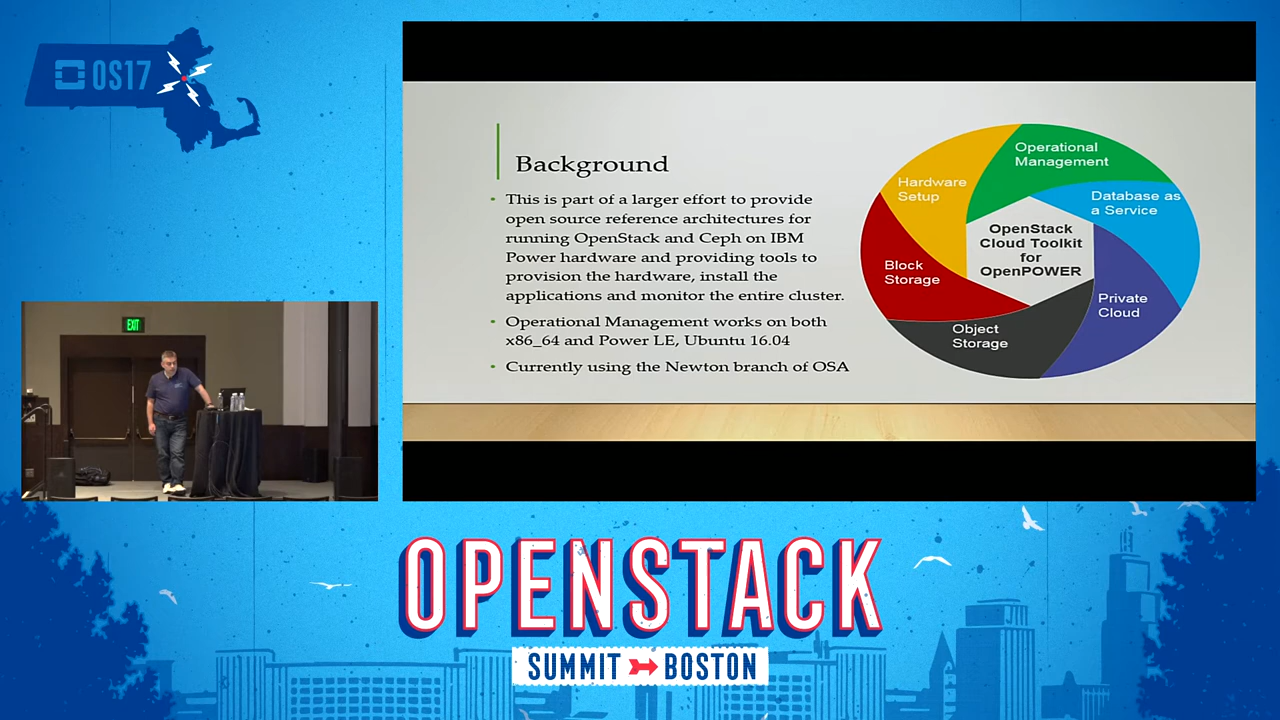 OS17
EXIT
Background
• This is part of a larger effort to provide
open source reference architectures for
running OpenStack and Ceph on IBM
Power hardware and providing tools to
provision the hardware, install the
applications and monitor the entire cluster.
• Operational Management works on both
x86_64 and Power LE, Ubuntu 16.04
• Currently using the Newton branch of OSA
Operational
Management
Hardware
Setup
Database as
a Service
OpenStack
Cloud Toolkit
for
OpenPOWER
Block
Storage
Private
Cloud
Object
Storage
OPENSTACK
SUMMIT BOSTON